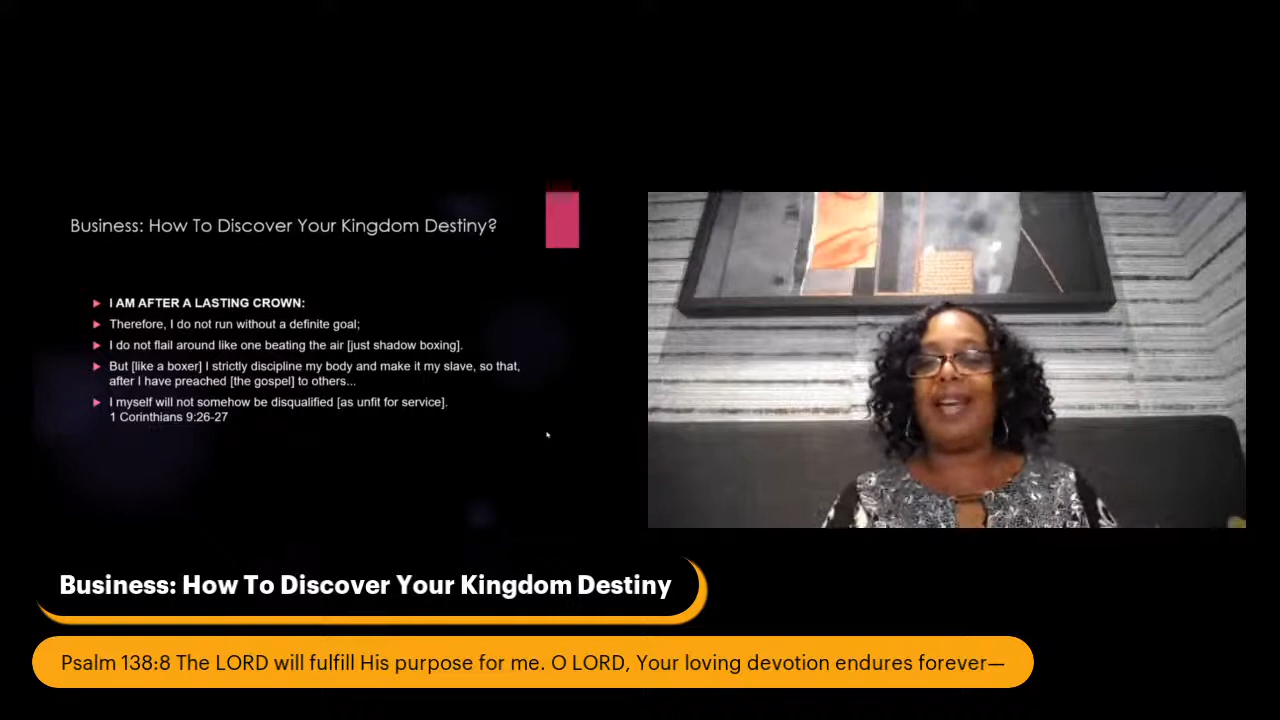 Business: How To Discover Your Kingdom Destiny?
I AM AFTER A LASTING CROWN:
Therefore, I do not run without a definite goal;
I do not flail around like one beating the air [just shadow boxing].
But [like a boxer] I strictly discipline my body and make it my slave, so that,
after I have preached [the gospel] to others...
I myself will not somehow be disqualified [as unfit for service].
1 Corinthians 9:26-27
Business: How To Discover Your Kingdom Destiny
Psalm 138:8 The LORD will fulfill His purpose for me. O LORD, Your loving devotion endures forever—